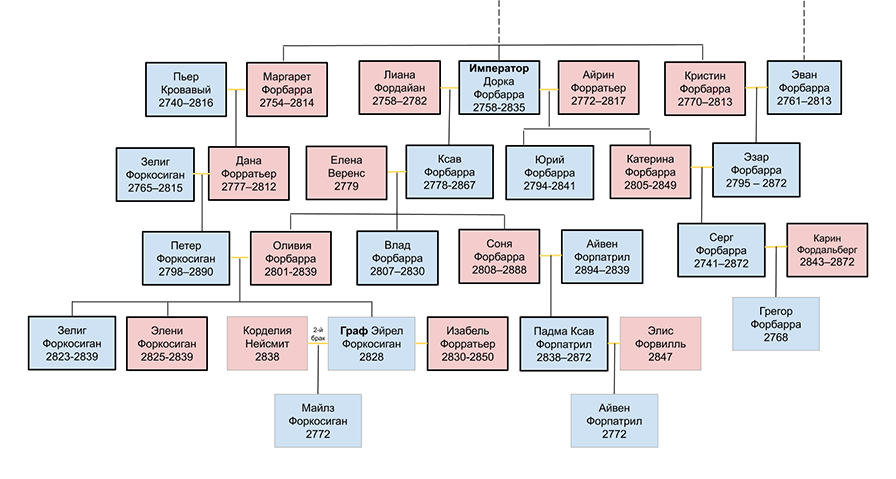 Пьер
Кровавый
2740–2816
Маргарет
Форбарра
2754–2814
Лиана
Фордайан
2758–2782
Император
Дорка
Форбарра
2758-2835
Айрин
Форратьер
2772–2817
Кристин
Форбарра
2770–2813
Эван
Форбарра
2761–2813
Зелиг
Форкосиган
2765–2815
Дана
Форратьер
2777–2812
Елена
Веренс
2779
Ксав
Форбарра
2778-2867
Юрий
Форбарра
2794-2841
Катерина
Форбарра
2805-2849
Эзар
Форбарра
2795 – 2872
Петер
Форкосиган
2798–2890
Оливия
Форбарра
2801-2839
Влад
Форбарра
2807–2830
Соня
Форбарра
2808–2888
Айвен
Форпатрил
2894–2839
Серг
Форбарра
2741–2872
Карин
Фордальберг
2843–2872
Грегор
Форбарра
2768
Зелиг
Форкосиган
2823-2839
Элени
Форкосиган
2825-2839
Корделия
Нейсмит
2838
2-й
брак
Граф Эйрел
Форкосиган
2828
Изабель
Форратьер
2830-2850
Падма Ксав
Форпатрил
2838–2872
Элис
Форвилль
2847
Майлз
Форкосиган
2772
Айвен
Форпатрил
2772